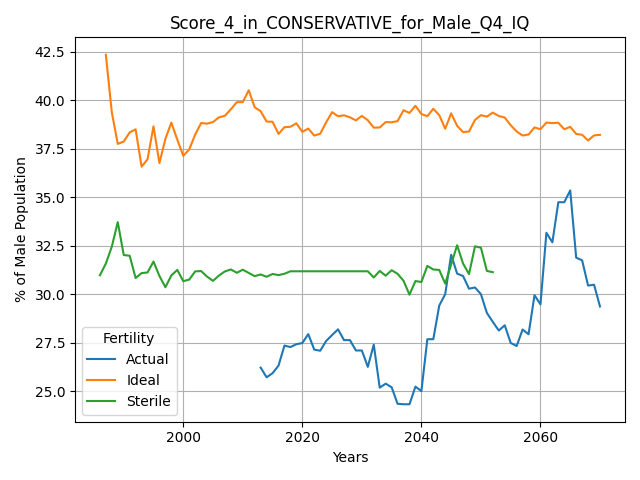 Score_4_in_CONSERVATIVE_for_Male_Q4_IQ
% of Male Population
42.5
40.0
37.5
35.0
32.5
30.0
27.5
25.0
Fertility
Actual
Ideal
Sterile
2000
2020
2040
2060
Years